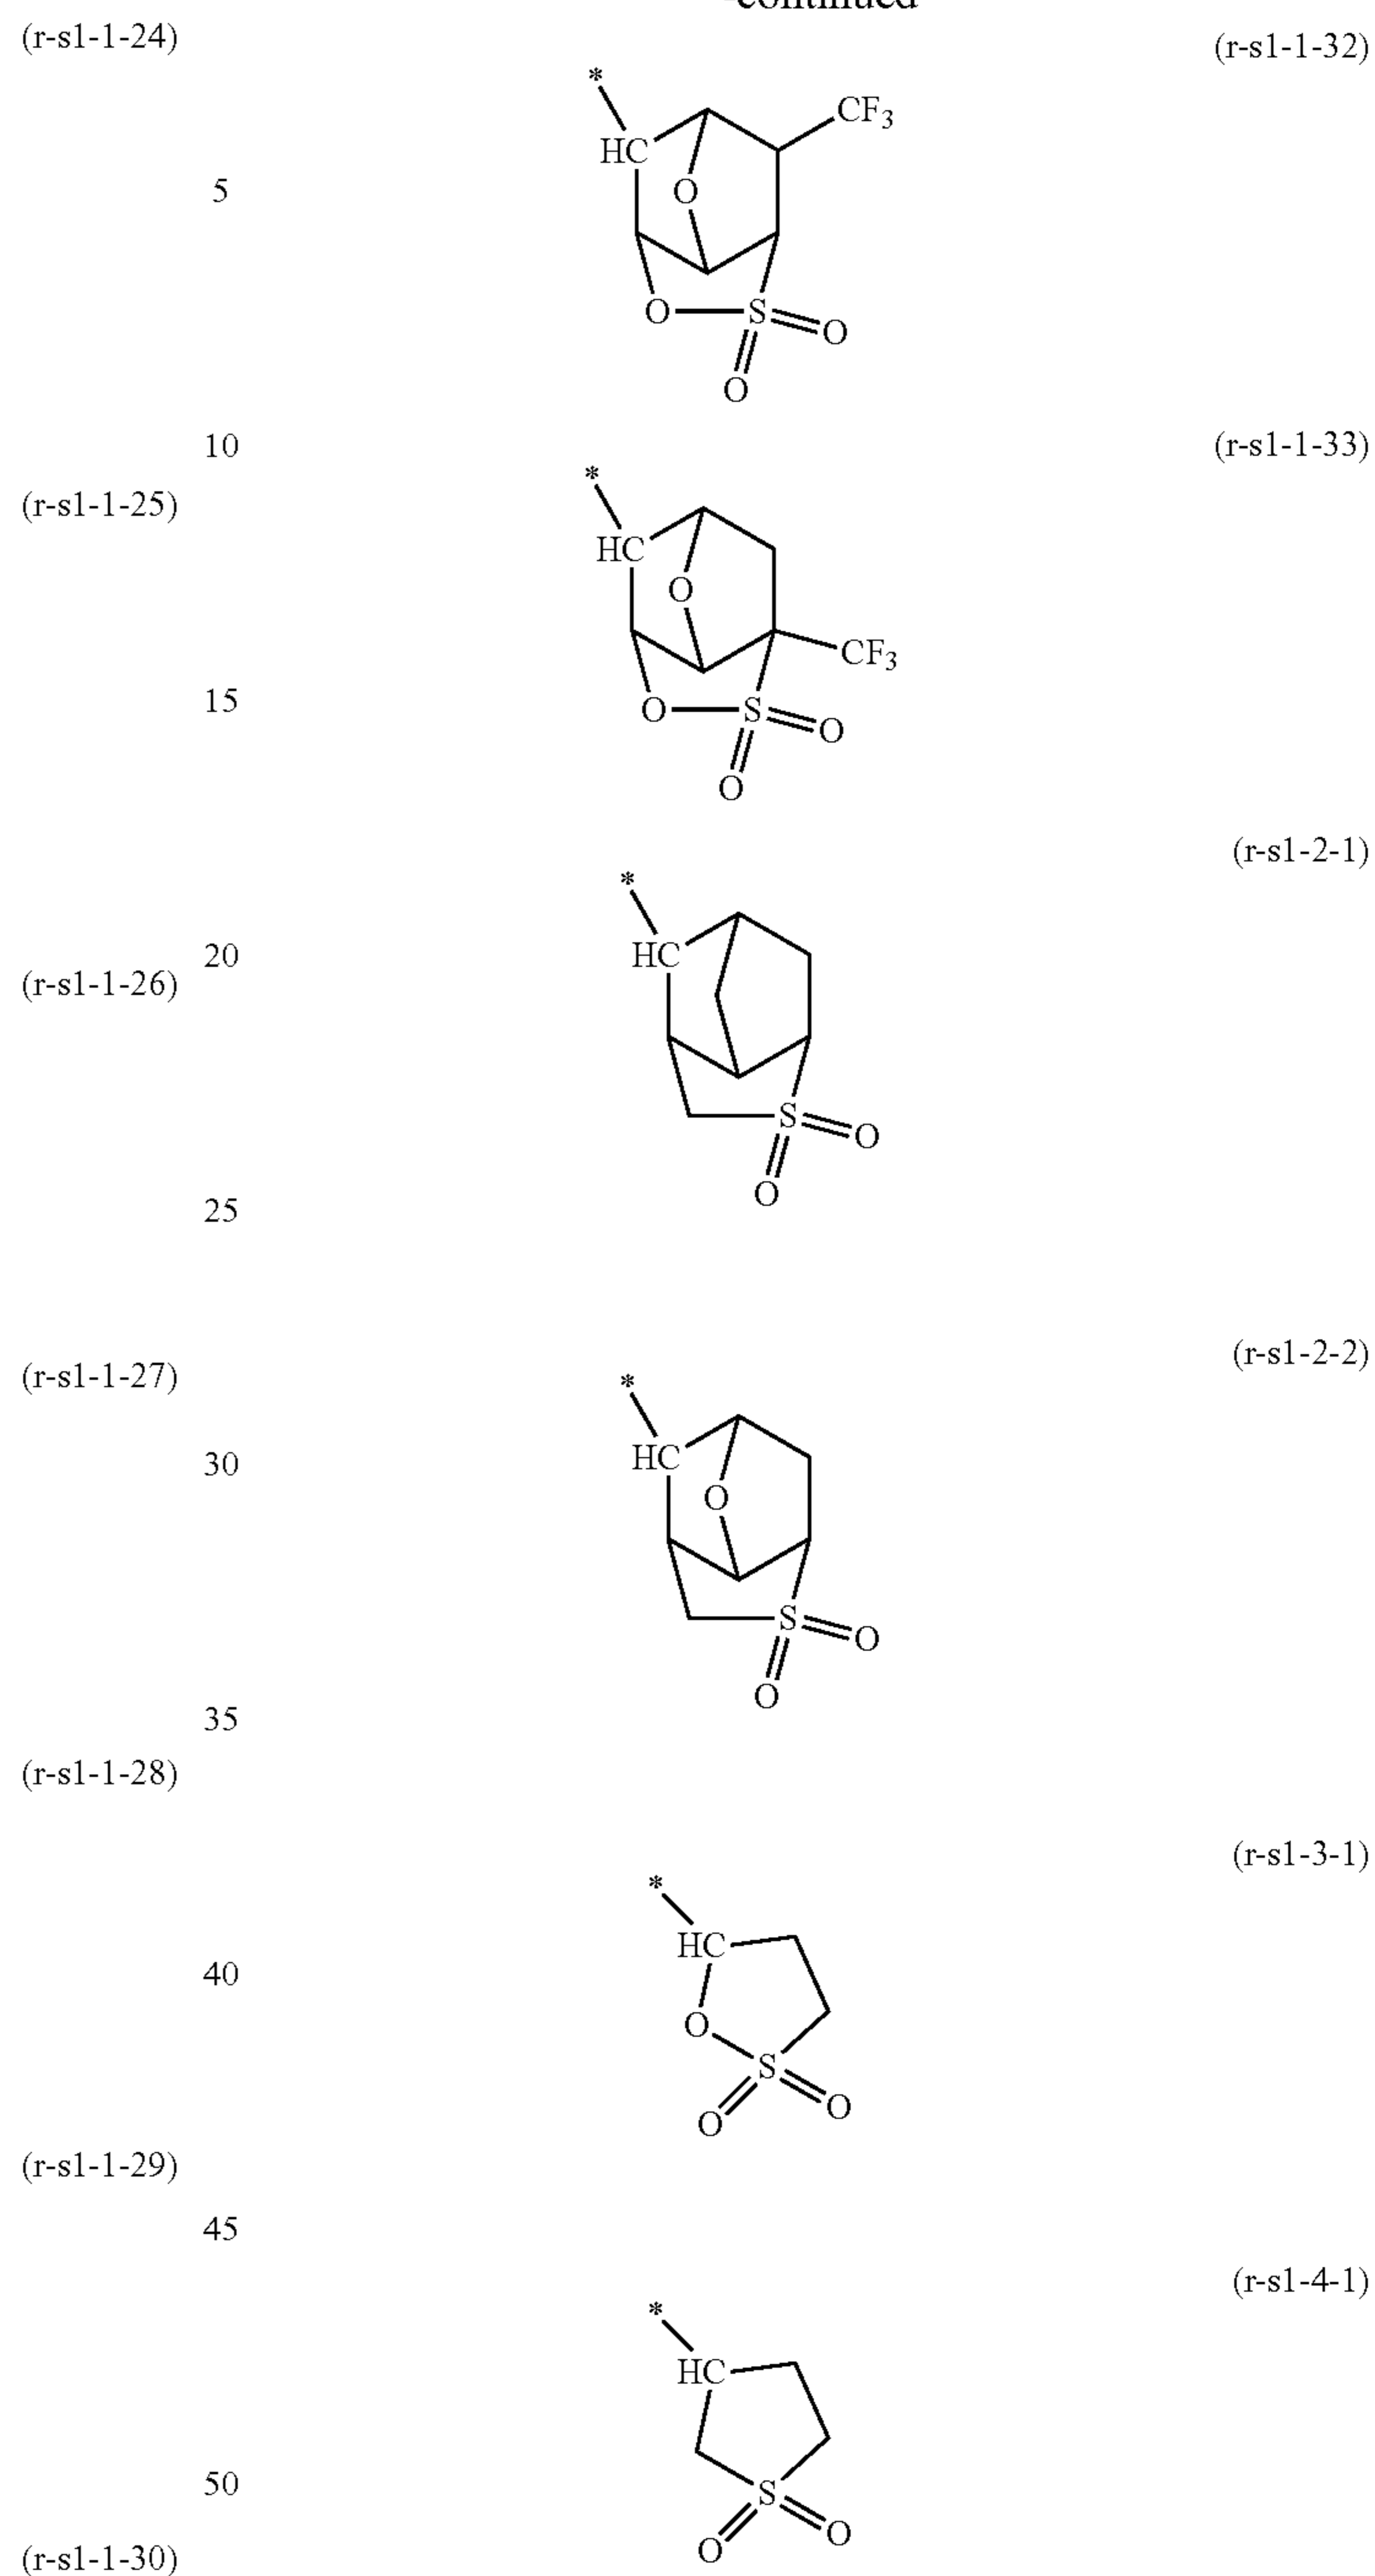 -continued
(r-s1-1-24)
(r-s1-1-32)
*
CF3
HC
5
O
O
S
O
O
10
(r-s1-1-33)
*
(r-s1-1-25)
HC
O
CF3
15
O
S
O
O
(r-s1-2-1)
*
20
HC
(r-s1-1-26)
S
O
O
25
(r-s1-2-2)
(r-s1-1-27)
*
30
HC
O
S
O
O
35
(r-s1-1-28)
(r-s1-3-1)
*
HC
40
O
S
O
O
(r-s1-1-29)
45
(r-s1-4-1)
*
HC
50
S
O
O
(r-s1-1-30)